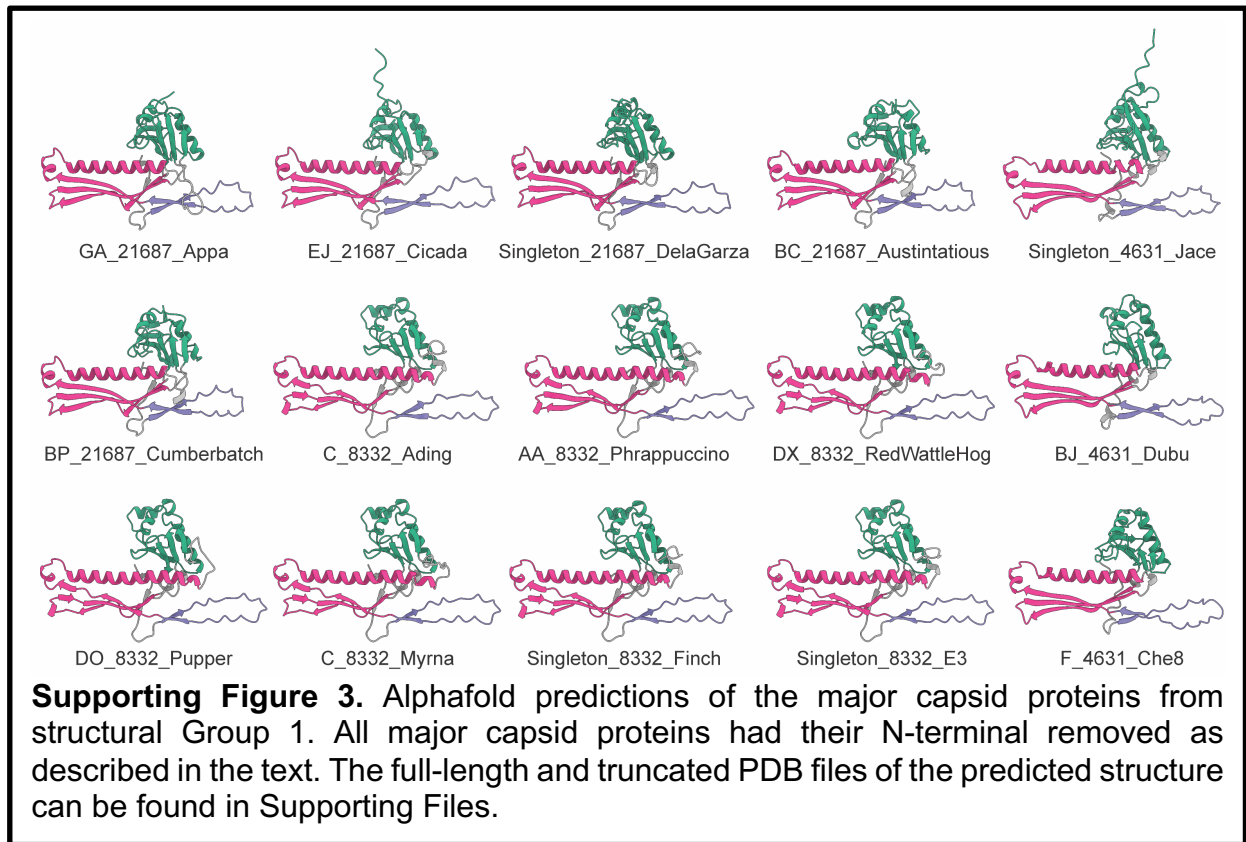 GA_21687_Appa EJ_21687_Cicada Singleton_21687_DelaGarza BC_21687_Austintatious Singleton_4631_Jace
BP_21687_Cumberbatch C_8332_Ading AA_8332_Phrappuccino DX_8332_RedWattleHog BJ_4631_Dubu
DO_8332_Pupper C_8332_Myrna Singleton_8332_Finch Singleton_8332_E3 F_4631_Che8
Supporting Figure 3. Alphafold predictions of the major capsid proteins from
structural Group 1. All major capsid proteins had their N-terminal removed as
described in the text. The full-length and truncated PDB files of the predicted structure
can be found in Supporting Files.